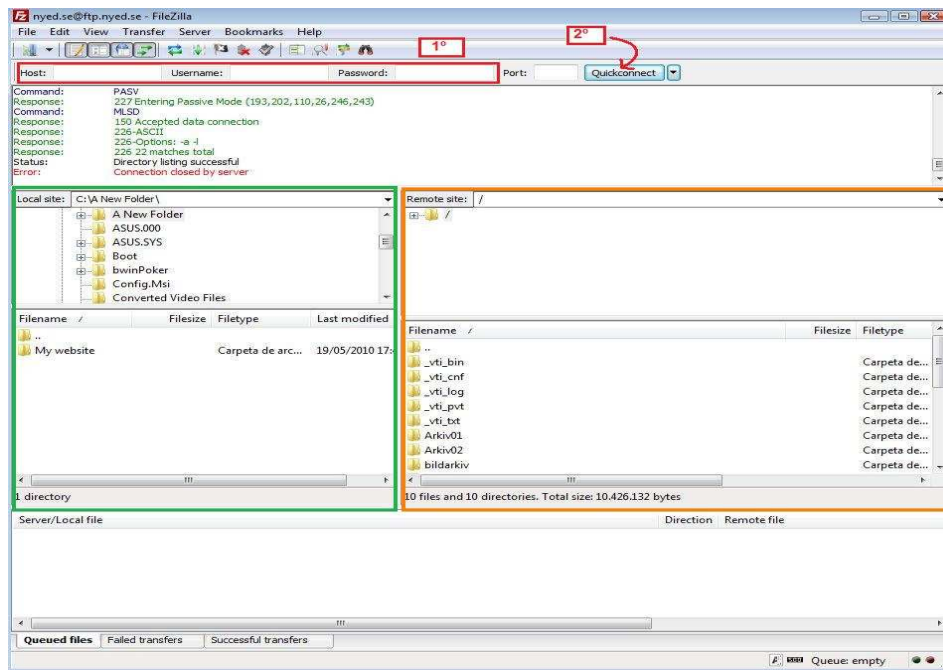 nyed.se@ftp.nyed.se - FileZilla
File Edit View Transfer Server Bookmarks Help
1º
2º
Host: Username: Password: Port: Quickconnect
Command: PASV
Response: 227 Entering Passive Mode (193,202,110,26,246,243)
Command: MLSD
Response: 150 Accepted data connection
Response: 226-ASCII
Response: 226-Options: -a -l
Response: 226 22 matches total
Status: Directory listing successful
Error: Connection closed by server
Local site: C:\A New Folder\
A New Folder
ASUS.000
ASUS.SYS
Boot
bwinPoker
Config.Msi
Converted Video Files
Filename / Filesize Filetype Last modified
..
My website Carpeta de arc... 19/05/2010 17:
1 directory
Remote site: /
/
Filename / Filesize Filetype
..
_vti_bin Carpeta de...
_vti_cnf Carpeta de...
_vti_log Carpeta de...
_vti_pvt Carpeta de...
_vti_txt Carpeta de...
Arkiv01 Carpeta de...
Arkiv02 Carpeta de...
bildarkiv Carpeta de...
10 files and 10 directories. Total size: 10.426.132 bytes
Server/Local file Direction Remote file
Queued files Failed transfers Successful transfers
Queue: empty